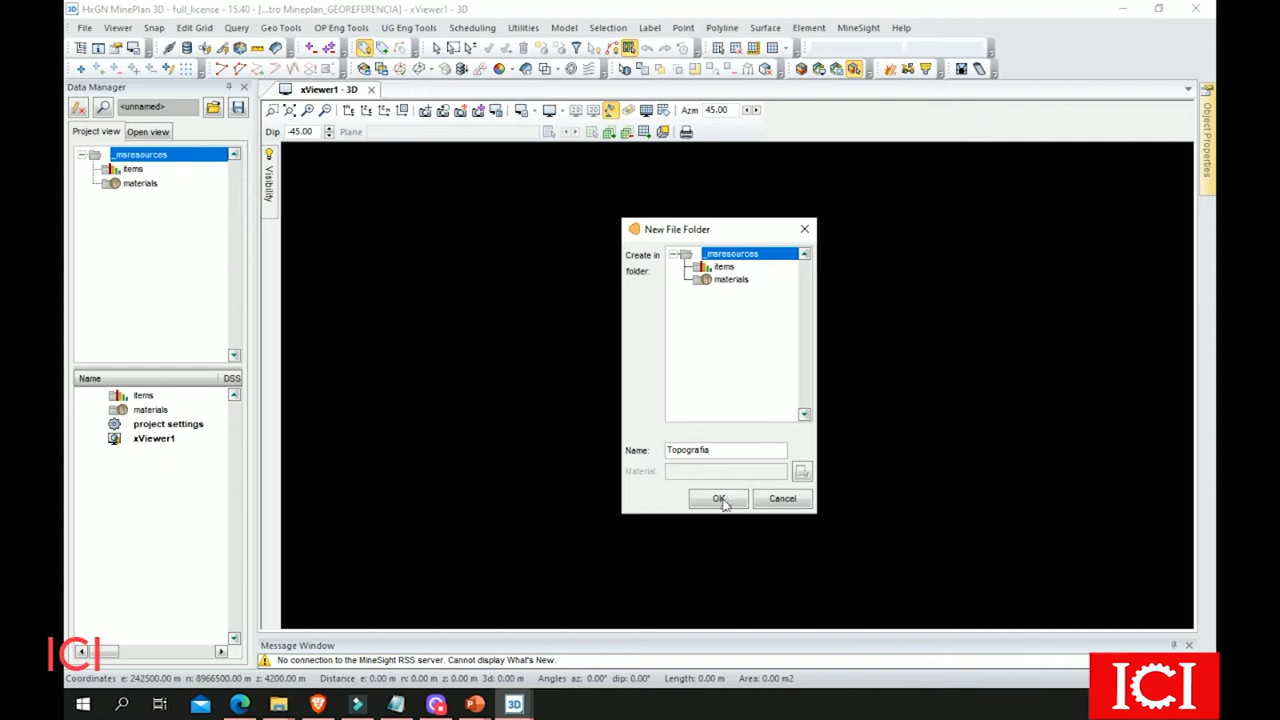 HxGN MinePlan 3D - full_license - 15.40 - [...tro Mineplan_GEOREFERENCIA] - xViewer1 - 3D
File Viewer Snap Edit Grid Query Geo Tools OP Eng Tools UG Eng Tools Scheduling Utilities Model Selection Label Point Polyline Surface Element MineSight Help
Data Manager
xViewer1 - 3D
<unnamed>
Azm 45.00
Project view Open view
Dip -45.00 Plane
_msresources
items
materials
Visibility
Object Properties
New File Folder
Create in folder:
_msresources
items
materials
Name: Topografia
Material:
OK Cancel
Name DSS
items
materials
project settings
xViewer1
Message Window
No connection to the MineSight RSS server. Cannot display What's New.
Coordinates e: 242500.00 m n: 8966500.00 m z: 4200.00 m Distance e: 0.00 m n: 0.00 m z: 0.00 m 3d: 0.00 m Angles az: 0.00° dip: 0.00° Length: 0.00 m Area: 0.00 m2
ICI
ICI
3D